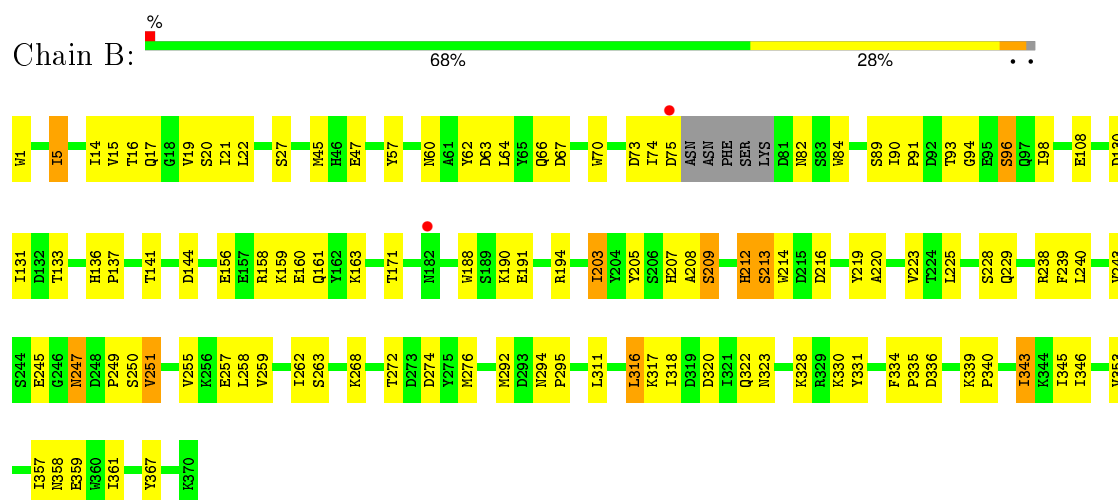 %
Chain B:
68% 28% • •
W1 I5 I14 V15 T16 Q17 G18 V19 S20 I21 L22 S27 M45 H46 E47 Y57 N60 A61 Y62 D63 L64 Y65 Q66 D67 W70 D73 I74 D75 ASN ASN PHE SER LYS D81 N82 S83 W84 S89 I90 P91 D92 T93 G94 E95 S96 Q97 I98 E108
I131 D132 T133 H136 P137 T141 D144 E156 E157 R158 K159 E160 Q161 Y162 K163 T171 N182 W188 S189 K190 E191 R194 I203 Y204 Y205 S206 H207 A208 S209 H212 S213 W214 D215 D216 Y219 A220 V223 T224 L225 S228 Q229 R238 F239 L240
S244 E245 G246 N247 D248 P249 S250 V251 V255 K256 E257 L258 V259 I262 S263 K268 T272 D273 D274 Y275 M276 M292 D293 N294 P295 L311 L316 K317 I318 D319 D320 I321 Q322 N323 K328 R329 K330 Y331 F334 P335 D336 K339 P340 I343 K344 I345 I346
I357 N358 E359 W360 I361 Y367 K370